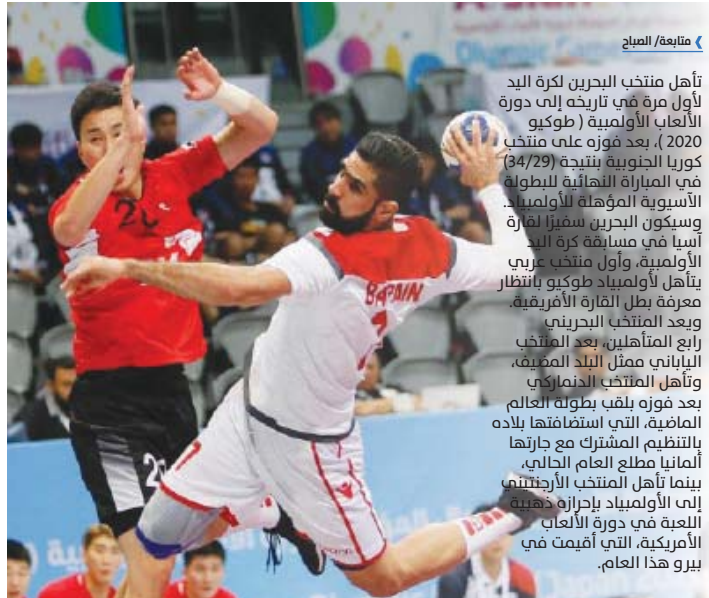 متابعة/ الصباح
تأهل منتخب البحرين لكرة اليد
لأول مرة في تاريخه إلى دورة
الألعاب الأولمبية ( طوكيو
2020 )، بعد فوزه على منتخب
كوريا الجنوبية بنتيجة (34/29)
في المباراة النهائية للبطولة
الآسيوية المؤهلة للأولمبياد.
وسيكون البحرين سفيرًا لقارة
آسيا في مسابقة كرة اليد
الأولمبية، وأول منتخب عربي
يتأهل لأولمبياد طوكيو بانتظار
معرفة بطل القارة الأفريقية.
ويعد المنتخب البحريني
رابع المتأهلين، بعد المنتخب
الياباني ممثل البلد المضيف،
وتأهل المنتخب الدنماركي
بعد فوزه بلقب بطولة العالم
الماضية، التي استضافتها بلاده
بالتنظيم المشترك مع جارتها
ألمانيا مطلع العام الحالي،
بينما تأهل المنتخب الأرجنتيني
إلى الأولمبياد بإحرازه ذهبية
اللعبة في دورة الألعاب
الأمريكية، التي أقيمت في
بيرو هذا العام.